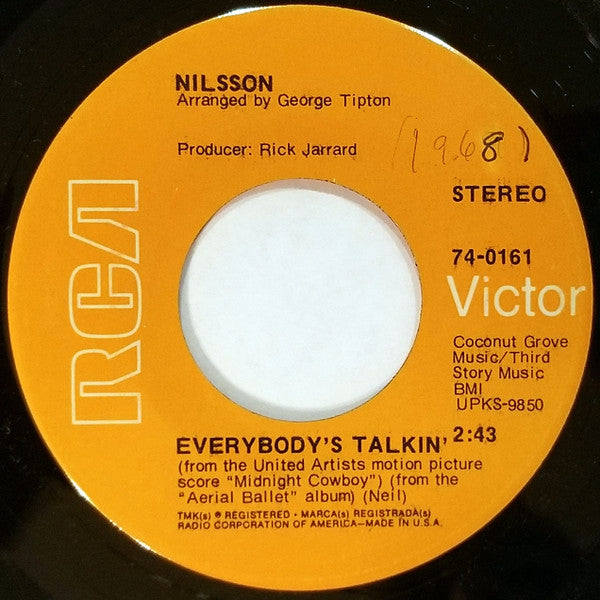 NILSSON
Arranged by George Tipton
Producer: Rick Jarrard
(1968)
STEREO
74-0161
RCA
Victor
Coconut Grove
Music/Third
Story Music
BMI
UPKS-9850
EVERYBODY'S TALKIN' 2:43
(from the United Artists motion picture
score "Midnight Cowboy") (from the
"Aerial Ballet" album) (Neil)
TMK(s) ® REGISTERED • MARCA(s) REGISTRADA(s)
RADIO CORPORATION OF AMERICA—MADE IN U.S.A.